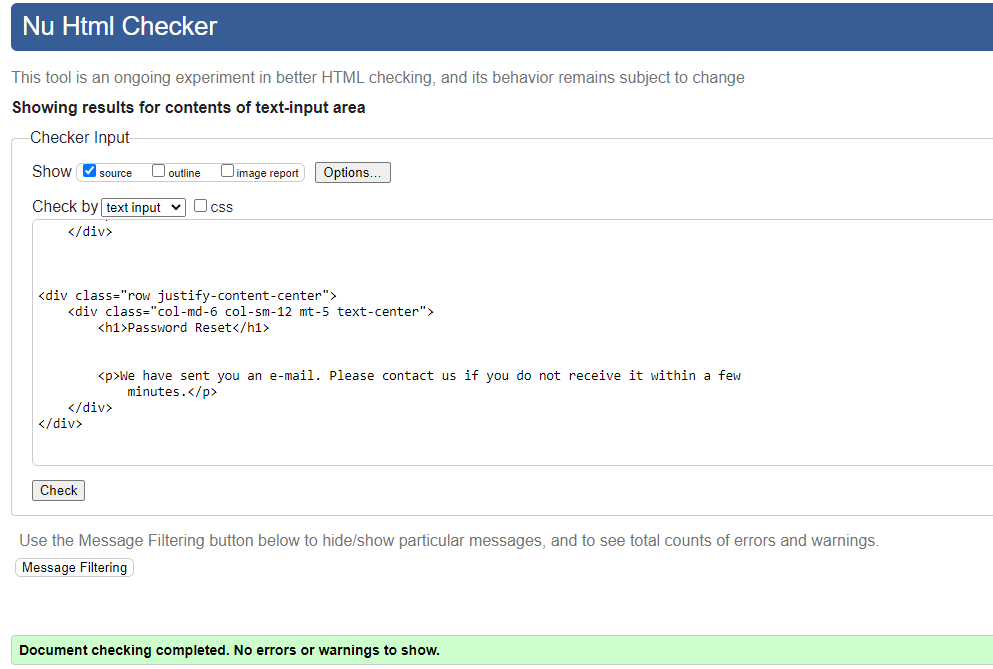 Nu Html Checker
This tool is an ongoing experiment in better HTML checking, and its behavior remains subject to change
Showing results for contents of text-input area
Checker Input
Show source outline image report Options...
Check by text input css
</div>
<div class="row justify-content-center">
<div class="col-md-6 col-sm-12 mt-5 text-center">
<h1>Password Reset</h1>
<p>We have sent you an e-mail. Please contact us if you do not receive it within a few
minutes.</p>
</div>
</div>
Check
Use the Message Filtering button below to hide/show particular messages, and to see total counts of errors and warnings.
Message Filtering
Document checking completed. No errors or warnings to show.